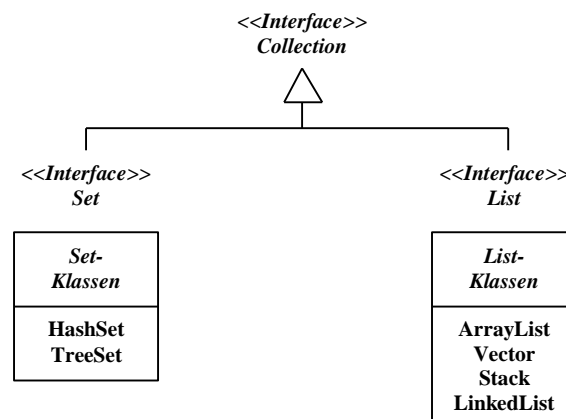 <<Interface>>
Collection
<<Interface>>
Set
<<Interface>>
List
Set-
Klassen
HashSet
TreeSet
List-
Klassen
ArrayList
Vector
Stack
LinkedList